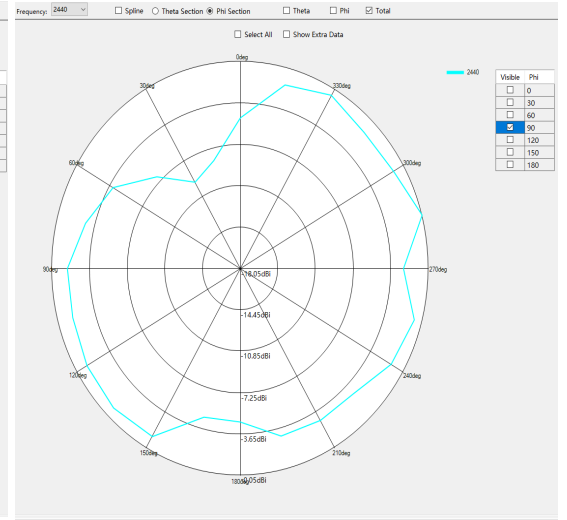 Frequency: 2440 Spline Theta Section Phi Section Theta Phi Total
Select All Show Extra Data
0deg
2440
Visible Phi
30deg
330deg
0
30
60
60deg
300deg
90
120
150
180
90deg
270deg
-18.05dBi
-14.45dBi
-10.85dBi
120deg
240deg
-7.25dBi
-3.65dBi
150deg
210deg
180deg